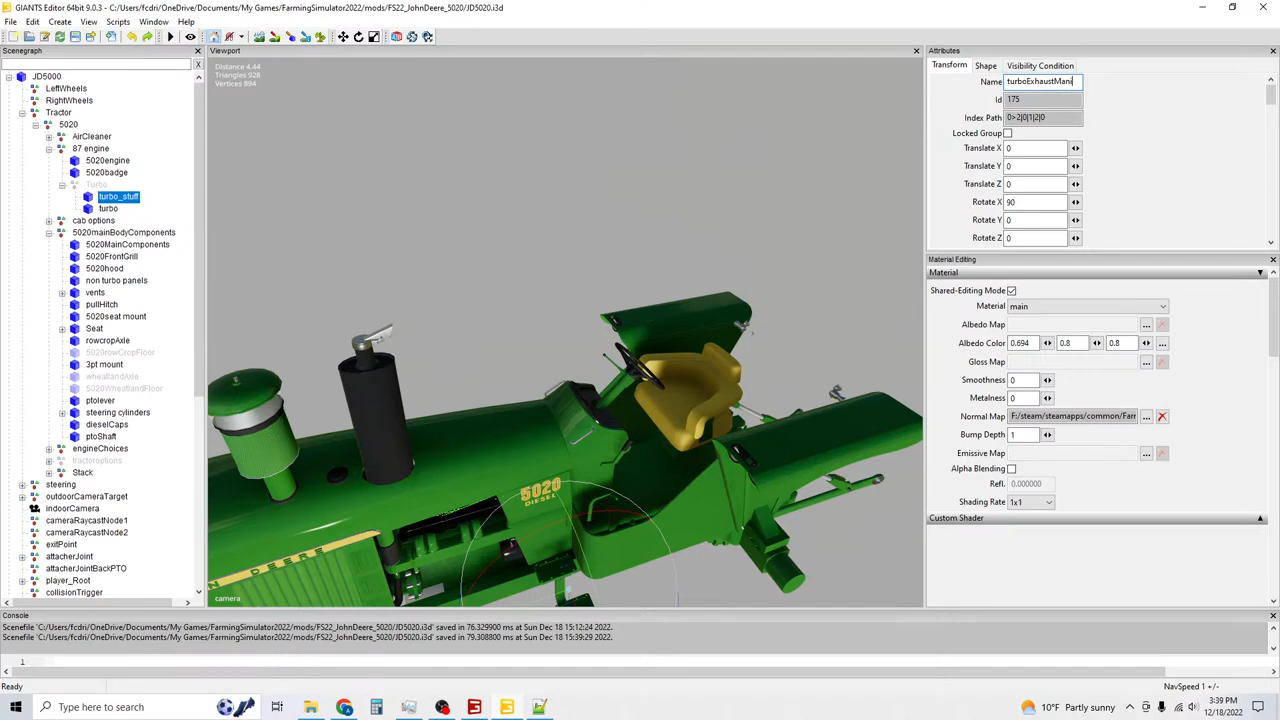 GIANTS Editor 64bit v9.0.3 - C:/Users/fcdri/OneDrive/Documents/My Games/FarmingSimulator2022/mods/FS22_JohnDeere_5020/JD5020.i3d
File Edit Create View Scripts Window Help
Scenegraph
X
JD5000
LeftWheels
RightWheels
Tractor
5020
AirCleaner
87 engine
5020engine
5020badge
Turbo
turbo_stuff
turbo
cab options
5020mainBodyComponents
5020MainComponents
5020FrontGrill
5020hood
non turbo panels
vents
pullHitch
5020seat mount
Seat
rowcropAxle
5020rowCropFloor
3pt mount
wheatlandAxle
5020WheatlandFloor
ptolever
steering cylinders
dieselCaps
ptoShaft
engineChoices
tractoroptions
Stack
steering
outdoorCameraTarget
indoorCamera
cameraRaycastNode1
cameraRaycastNode2
exitPoint
attacherJoint
attacherJointBackPTO
player_Root
collisionTrigger
Viewport
Distance 4.44
Triangles 928
Vertices 894
5020
DIESEL
N DEERE
camera
Attributes
Transform Shape Visibility Condition
Name turboExhaustMani
Id 175
Index Path 0>2|0|1|2|0
Locked Group
Translate X 0
Translate Y 0
Translate Z 0
Rotate X 90
Rotate Y 0
Rotate Z 0
Material Editing
Material
Shared-Editing Mode
Material main
Albedo Map ...
Albedo Color 0.694 0.8 0.8 ...
Gloss Map ...
Smoothness 0
Metalness 0
Normal Map F:/steam/steamapps/common/Farr ...
Bump Depth 1
Emissive Map ...
Alpha Blending
Refl. 0.000000
Shading Rate 1x1
Custom Shader
Console
Scenefile 'C:/Users/fcdri/OneDrive/Documents/My Games/FarmingSimulator2022/mods/FS22_JohnDeere_5020/JD5020.i3d' saved in 76.329900 ms at Sun Dec 18 15:12:24 2022.
Scenefile 'C:/Users/fcdri/OneDrive/Documents/My Games/FarmingSimulator2022/mods/FS22_JohnDeere_5020/JD5020.i3d' saved in 79.308800 ms at Sun Dec 18 15:39:29 2022.
1
Ready
NavSpeed 1 +/-
Type here to search
10°F Partly sunny
3:39 PM
12/18/2022